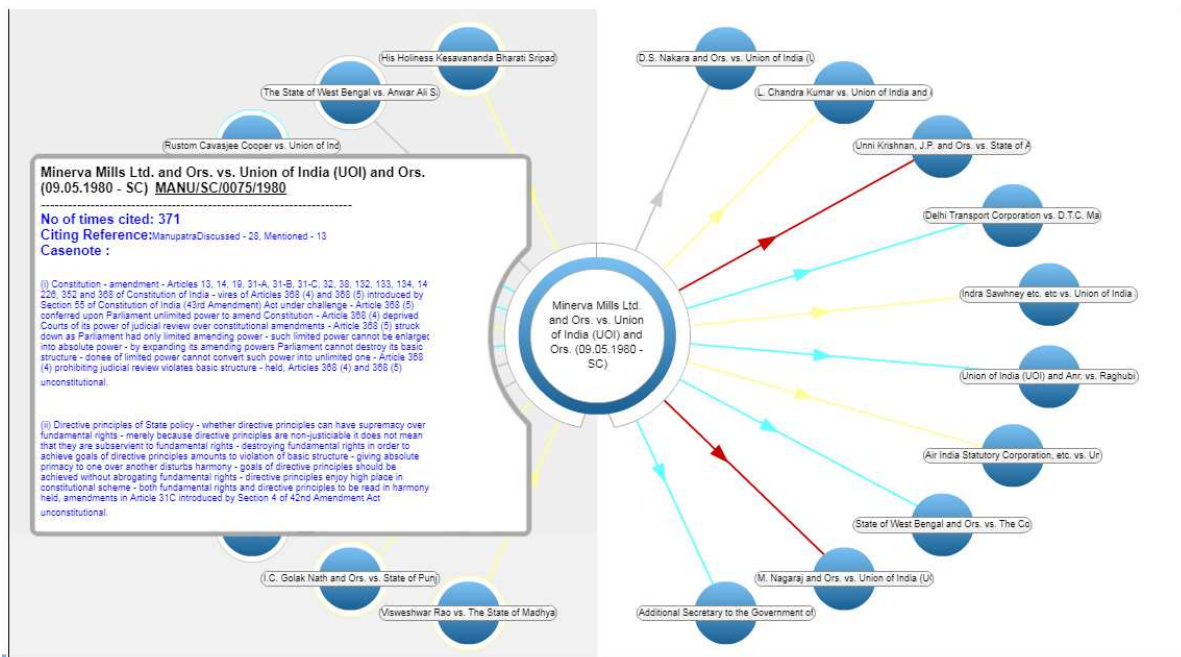 His Holiness Kesavananda Bharati Sripad
The State of West Bengal vs. Anwar Ali S
Rustom Cavasjee Cooper vs. Union of Ind
Minerva Mills Ltd. and Ors. vs. Union of India (UOI) and Ors.
(09.05.1980 - SC) MANU/SC/0075/1980
----------------------------------------------------------------------
No of times cited: 371
Citing Reference:ManupatraDiscussed - 28, Mentioned - 13
Casenote :
(i) Constitution - amendment - Articles 13, 14, 19, 31-A, 31-B, 31-C, 32, 38, 132, 133, 134, 14
226, 352 and 368 of Constitution of India - vires of Articles 368 (4) and 368 (5) introduced by
Section 55 of Constitution of India (43rd Amendment) Act under challenge - Article 368 (5)
conferred upon Parliament unlimited power to amend Constitution - Article 368 (4) deprived
Courts of its power of judicial review over constitutional amendments - Article 368 (5) struck
down as Parliament had only limited amending power - such limited power cannot be enlarged
into absolute power - by expanding its amending powers Parliament cannot destroy its basic
structure - donee of limited power cannot convert such power into unlimited one - Article 368
(4) prohibiting judicial review violates basic structure - held, Articles 368 (4) and 368 (5)
unconstitutional.
(ii) Directive principles of State policy - whether directive principles can have supremacy over
fundamental rights - merely because directive principles are non-justiciable it does not mean
that they are subservient to fundamental rights - destroying fundamental rights in order to
achieve goals of directive principles amounts to violation of basic structure - giving absolute
primacy to one over another disturbs harmony - goals of directive principles should be
achieved without abrogating fundamental rights - directive principles enjoy high place in
constitutional scheme - both fundamental rights and directive principles to be read in harmony
held, amendments in Article 31C introduced by Section 4 of 42nd Amendment Act
unconstitutional.
I.C. Golak Nath and Ors. vs. State of Punj
Visweshwar Rao vs. The State of Madhya
Minerva Mills Ltd.
and Ors. vs. Union
of India (UOI) and
Ors. (09.05.1980 -
SC)
D.S. Nakara and Ors. vs. Union of India (U
L. Chandra Kumar vs. Union of India and
Unni Krishnan, J.P. and Ors. vs. State of A
Delhi Transport Corporation vs. D.T.C. Ma
Indra Sawhney etc. etc vs. Union of India
Union of India (UOI) and Anr. vs. Raghubi
Air India Statutory Corporation, etc. vs. Un
State of West Bengal and Ors. vs. The Co
M. Nagaraj and Ors. vs. Union of India (UO
Additional Secretary to the Government of